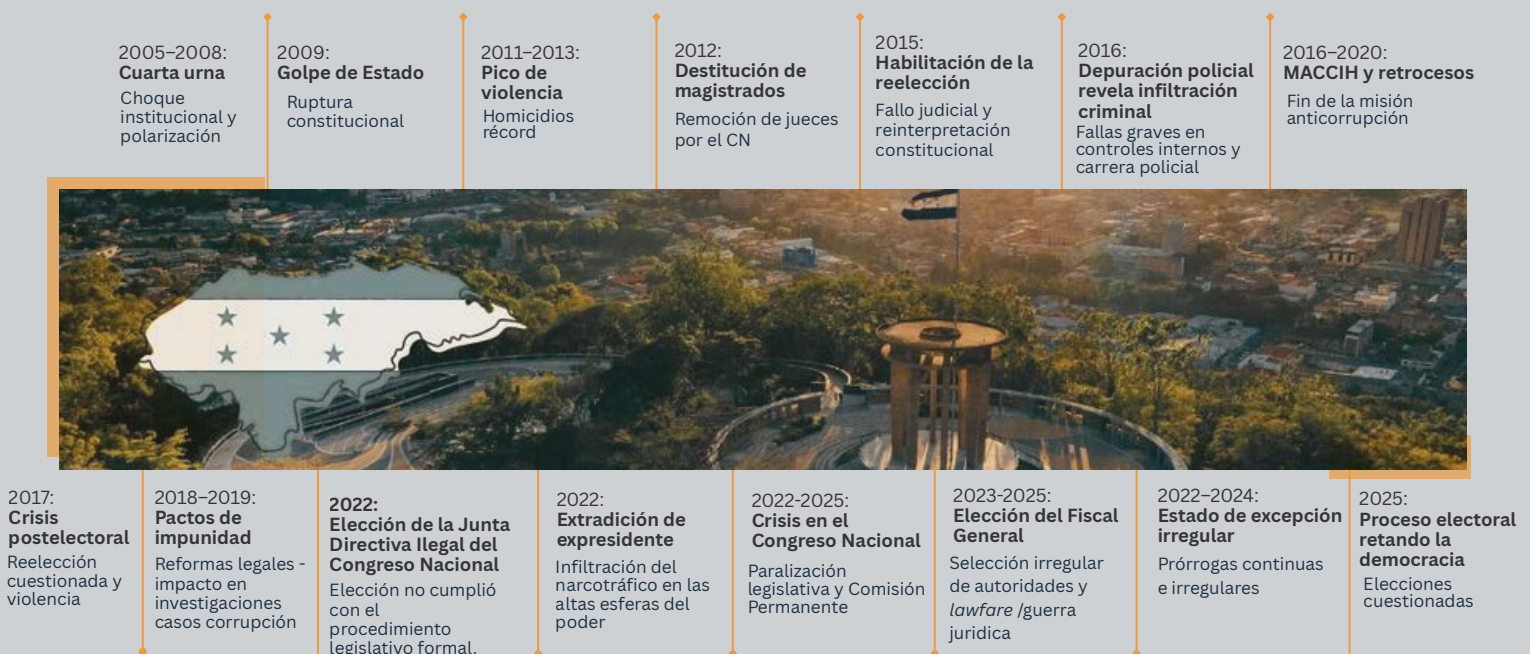 2005–2008:
Cuarta urna
Choque
institucional y
polarización
2009:
Golpe de Estado
Ruptura
constitucional
2011–2013:
Pico de
violencia
Homicidios
récord
2012:
Destitución de
magistrados
Remoción de jueces
por el CN
2015:
Habilitación de la
reelección
Fallo judicial y
reinterpretación
constitucional
2016:
Depuración policial
revela infiltración
criminal
Fallas graves en
controles internos y
carrera policial
2016–2020:
MACCIH y retrocesos
Fin de la misión
anticorrupción
2017:
Crisis
postelectoral
Reelección
cuestionada y
violencia
2018–2019:
Pactos de
impunidad
Reformas legales -
impacto en
investigaciones
casos corrupción
2022:
Elección de la Junta
Directiva Ilegal del
Congreso Nacional
Elección no cumplió
con el
procedimiento
legislativo formal.
2022:
Extradición de
expresidente
Infiltración del
narcotráfico en las
altas esferas del
poder
2022-2025:
Crisis en el
Congreso Nacional
Paralización
legislativa y Comisión
Permanente
2023-2025:
Elección del Fiscal
General
Selección irregular
de autoridades y
lawfare /guerra
juridica
2022–2024:
Estado de excepción
irregular
Prórrogas continuas
e irregulares
2025:
Proceso electoral
retando la
democracia
Elecciones
cuestionadas